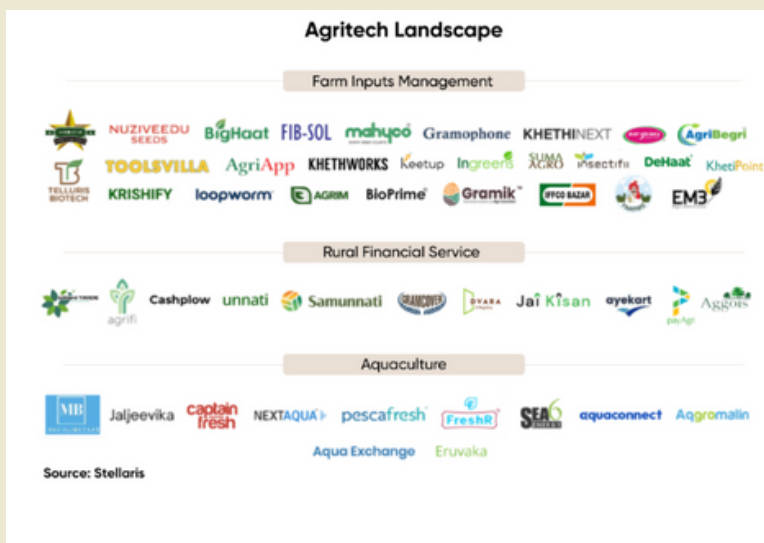 Agritech Landscape
Farm Inputs Management
NUZIVEEDU SEEDS BigHaat FIB-SOL mahyco Gramophone KHETHINEXT AgriBegri
TELLURIS BIOTECH TOOLSVILLA AgriApp KHETHWORKS Keetup Ingreens SUMA AGRO insectifii DeHaat KhetiPoint
KRISHIFY loopworm AGRIM BioPrime Gramik IFFCO BAZAR EM3
Rural Financial Service
agrifi Cashplow unnati Samunnati GRAMCOVER DVARA Jai Kisan ayekart payAgri Aggois
Aquaculture
MB Jaljeevika captain fresh NEXTAQUA pescafresh FreshR SEA6 ENERGY aquaconnect Aqgromalin
Aqua Exchange Eruvaka
Source: Stellaris